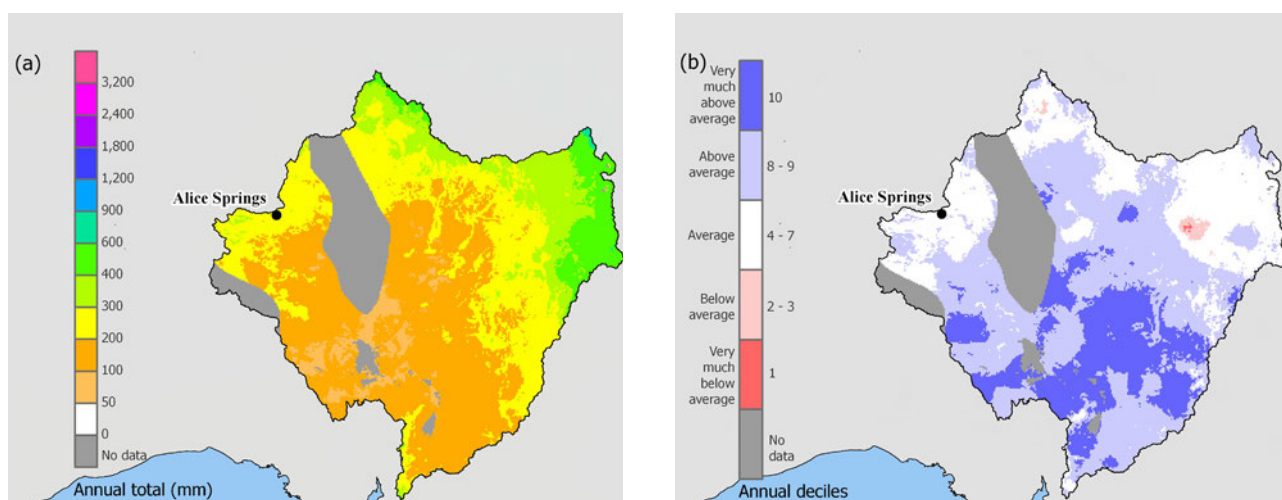 (a)
3,200
2,400
1,800
1,200
900
600
400
300
200
100
50
0
No data
Annual total (mm)
Alice Springs
(b)
Very
much
above
average
10
Above
average
8 - 9
Average
4 - 7
Below
average
2 - 3
Very
much
below
average
1
No
data
Annual deciles
Alice Springs